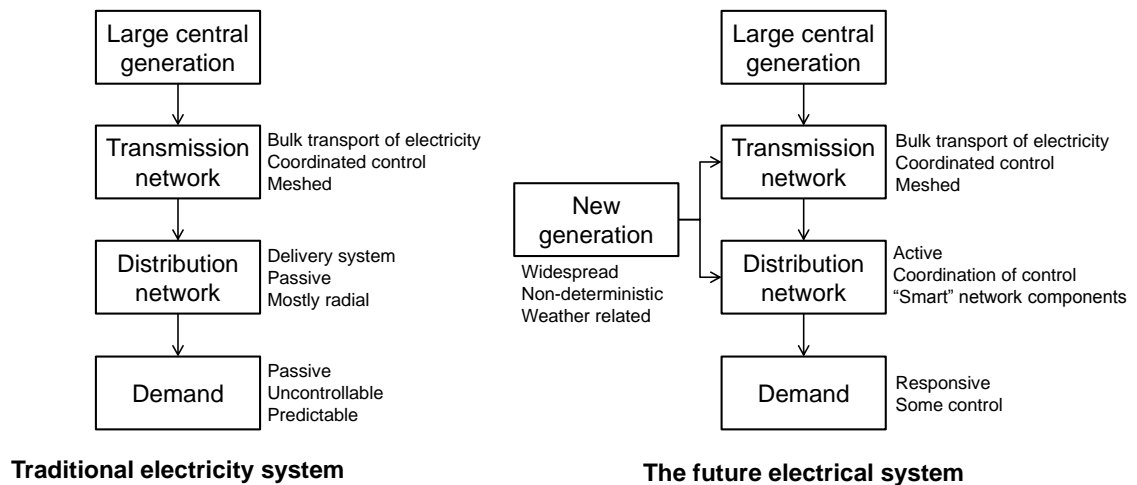 Large central
generation
Transmission
network
Bulk transport of electricity
Coordinated control
Meshed
Distribution
network
Delivery system
Passive
Mostly radial
Demand
Passive
Uncontrollable
Predictable
Traditional electricity system
Large central
generation
Transmission
network
Bulk transport of electricity
Coordinated control
Meshed
New
generation
Widespread
Non-deterministic
Weather related
Distribution
network
Active
Coordination of control
“Smart” network components
Demand
Responsive
Some control
The future electrical system